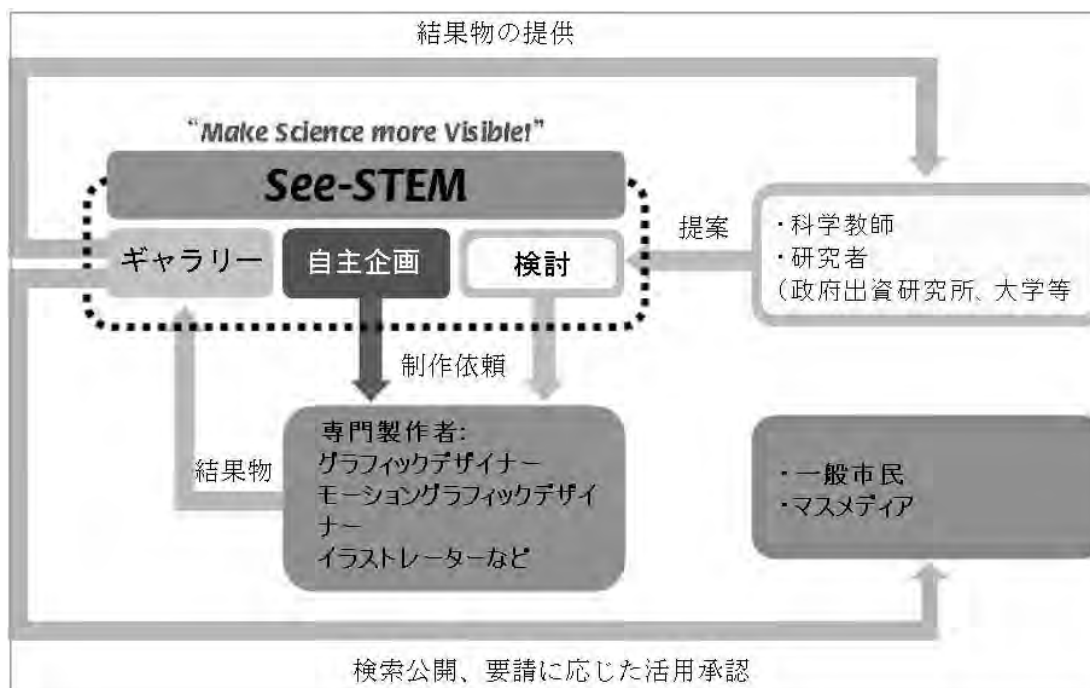 結果物の提供
“Make Science more Visible!”
See-STEM
ギャラリー
自主企画
検討
提案
・科学教師
・研究者
（政府出資研究所、大学等
制作依頼
専門製作者:
グラフィックデザイナー
モーショングラフィックデザイ
ナー
イラストレーターなど
結果物
・一般市民
・マスメディア
検索公開、要請に応じた活用承認